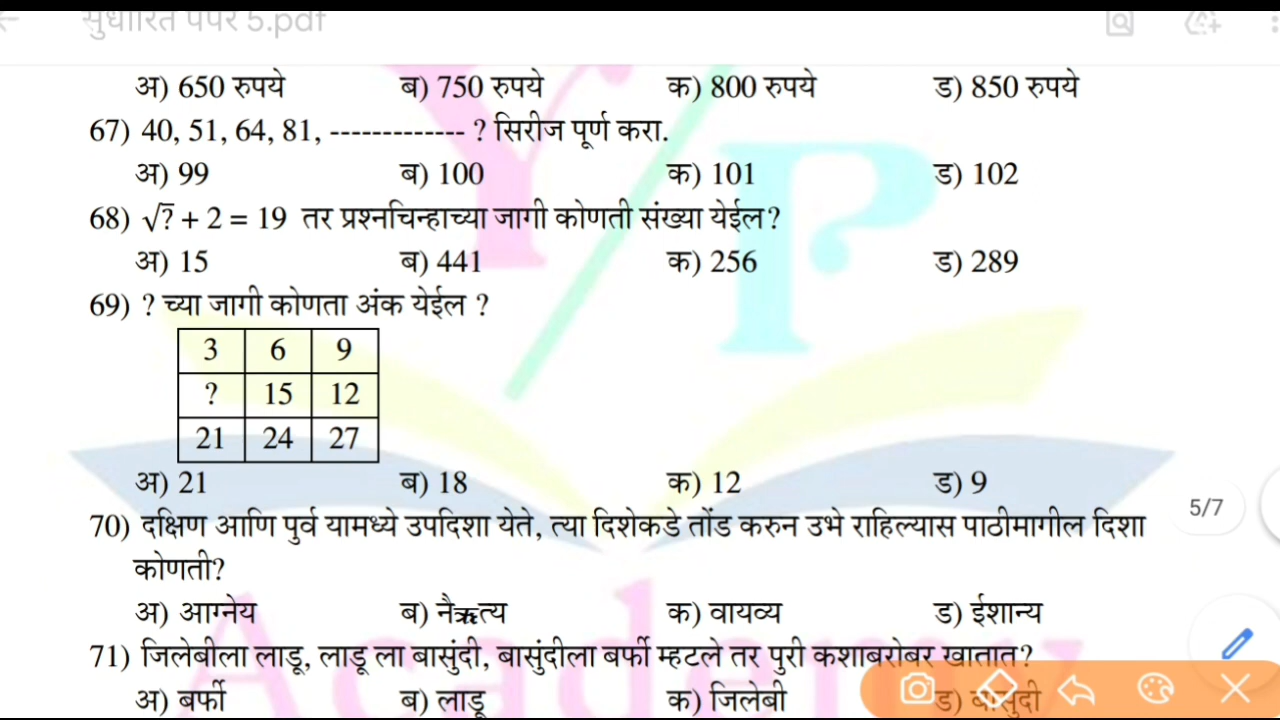 सुधारित पेपर 5.pdf
अ) 650 रुपये ब) 750 रुपये क) 800 रुपये ड) 850 रुपये
67) 40, 51, 64, 81, ------------- ? सिरीज पूर्ण करा.
अ) 99 ब) 100 क) 101 ड) 102
68) √? + 2 = 19 तर प्रश्नचिन्हाच्या जागी कोणती संख्या येईल?
अ) 15 ब) 441 क) 256 ड) 289
69) ? च्या जागी कोणता अंक येईल ?
3 6 9
? 15 12
21 24 27
अ) 21 ब) 18 क) 12 ड) 9
70) दक्षिण आणि पुर्व यामध्ये उपदिशा येते, त्या दिशेकडे तोंड करुन उभे राहिल्यास पाठीमागील दिशा
5/7
कोणती?
अ) आग्नेय ब) नैऋत्य क) वायव्य ड) ईशान्य
71) जिलेबीला लाडू, लाडू ला बासुंदी, बासुंदीला बर्फी म्हटले तर पुरी कशाबरोबर खातात?
अ) बर्फी ब) लाडू क) जिलेबी ड) बासुंदी
YP
Academy